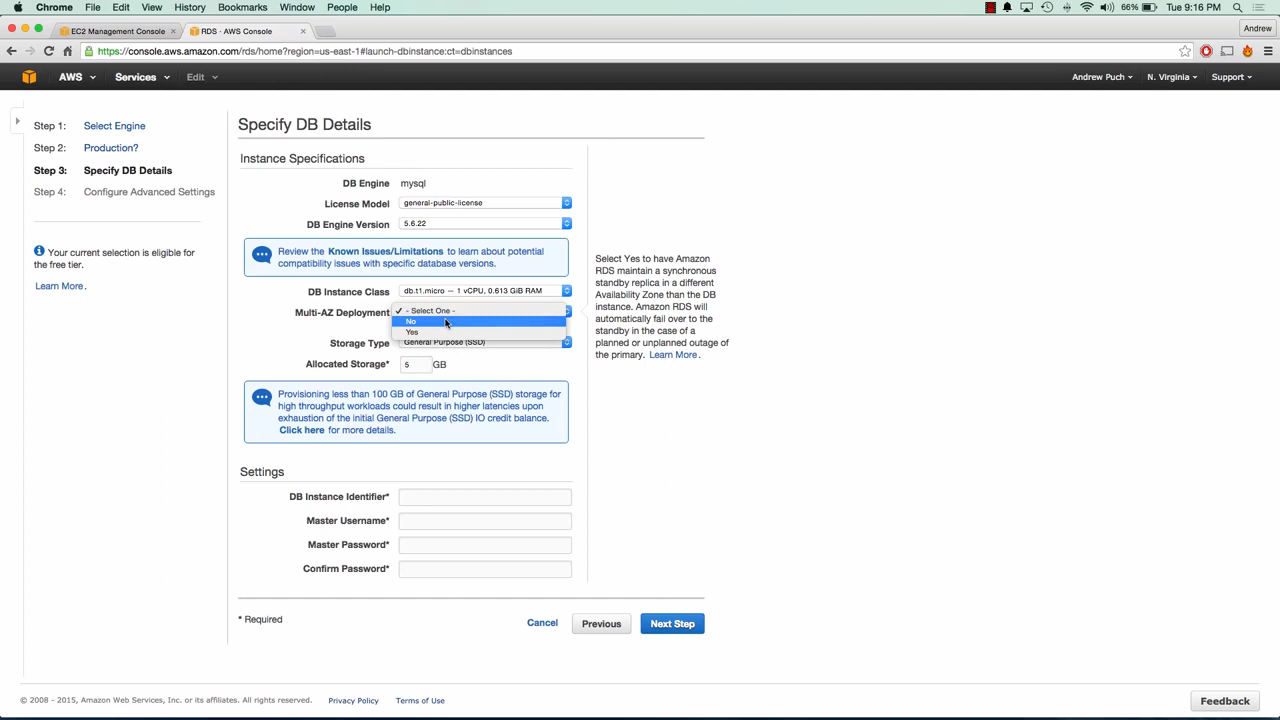 Chrome File Edit View History Bookmarks Window People Help 66% Tue 9:16 PM
EC2 Management Console RDS · AWS Console Andrew
https://console.aws.amazon.com/rds/home?region=us-east-1#launch-dbinstance:ct=dbinstances
AWS Services Edit Andrew Puch N. Virginia Support
Step 1: Select Engine
Step 2: Production?
Step 3: Specify DB Details
Step 4: Configure Advanced Settings
Your current selection is eligible for
the free tier.
Learn More.
Specify DB Details
Instance Specifications
DB Engine mysql
License Model general-public-license
DB Engine Version 5.6.22
Review the Known Issues/Limitations to learn about potential
compatibility issues with specific database versions.
DB Instance Class db.t1.micro — 1 vCPU, 0.613 GiB RAM
Multi-AZ Deployment - Select One -
No
Yes
Storage Type General Purpose (SSD)
Allocated Storage* 5 GB
Provisioning less than 100 GB of General Purpose (SSD) storage for
high throughput workloads could result in higher latencies upon
exhaustion of the initial General Purpose (SSD) IO credit balance.
Click here for more details.
Select Yes to have Amazon
RDS maintain a synchronous
standby replica in a different
Availability Zone than the DB
instance. Amazon RDS will
automatically fail over to the
standby in the case of a
planned or unplanned outage of
the primary. Learn More.
Settings
DB Instance Identifier*
Master Username*
Master Password*
Confirm Password*
* Required Cancel Previous Next Step
© 2008 - 2015, Amazon Web Services, Inc. or its affiliates. All rights reserved. Privacy Policy Terms of Use Feedback